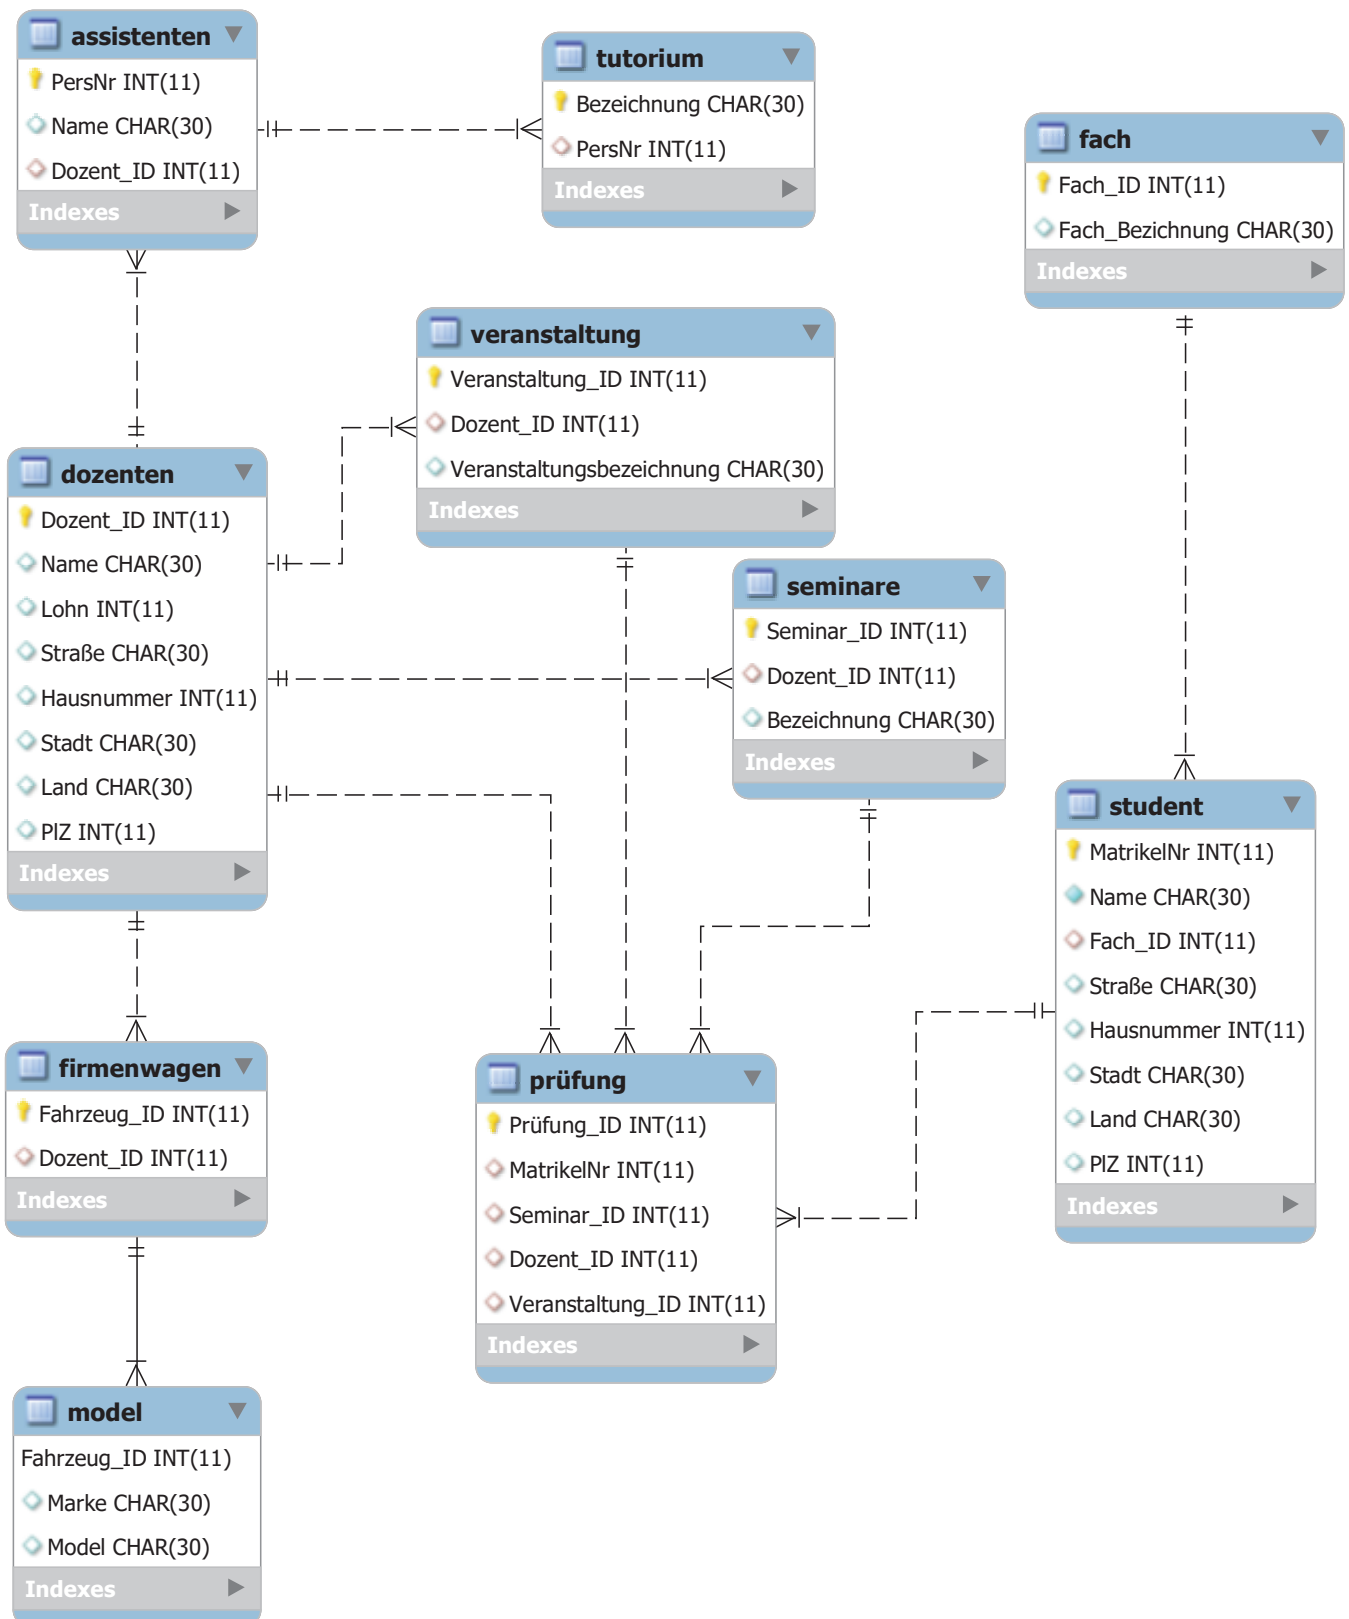 assistenten
PersNr INT(11)
Name CHAR(30)
Dozent_ID INT(11)
Indexes
tutorium
Bezeichnung CHAR(30)
PersNr INT(11)
Indexes
fach
Fach_ID INT(11)
Fach_Bezichnung CHAR(30)
Indexes
veranstaltung
Veranstaltung_ID INT(11)
Dozent_ID INT(11)
Veranstaltungsbezeichnung CHAR(30)
Indexes
dozenten
Dozent_ID INT(11)
Name CHAR(30)
Lohn INT(11)
Straße CHAR(30)
Hausnummer INT(11)
Stadt CHAR(30)
Land CHAR(30)
PlZ INT(11)
Indexes
seminare
Seminar_ID INT(11)
Dozent_ID INT(11)
Bezeichnung CHAR(30)
Indexes
student
MatrikelNr INT(11)
Name CHAR(30)
Fach_ID INT(11)
Straße CHAR(30)
Hausnummer INT(11)
Stadt CHAR(30)
Land CHAR(30)
PlZ INT(11)
Indexes
firmenwagen
Fahrzeug_ID INT(11)
Dozent_ID INT(11)
Indexes
prüfung
Prüfung_ID INT(11)
MatrikelNr INT(11)
Seminar_ID INT(11)
Dozent_ID INT(11)
Veranstaltung_ID INT(11)
Indexes
model
Fahrzeug_ID INT(11)
Marke CHAR(30)
Model CHAR(30)
Indexes